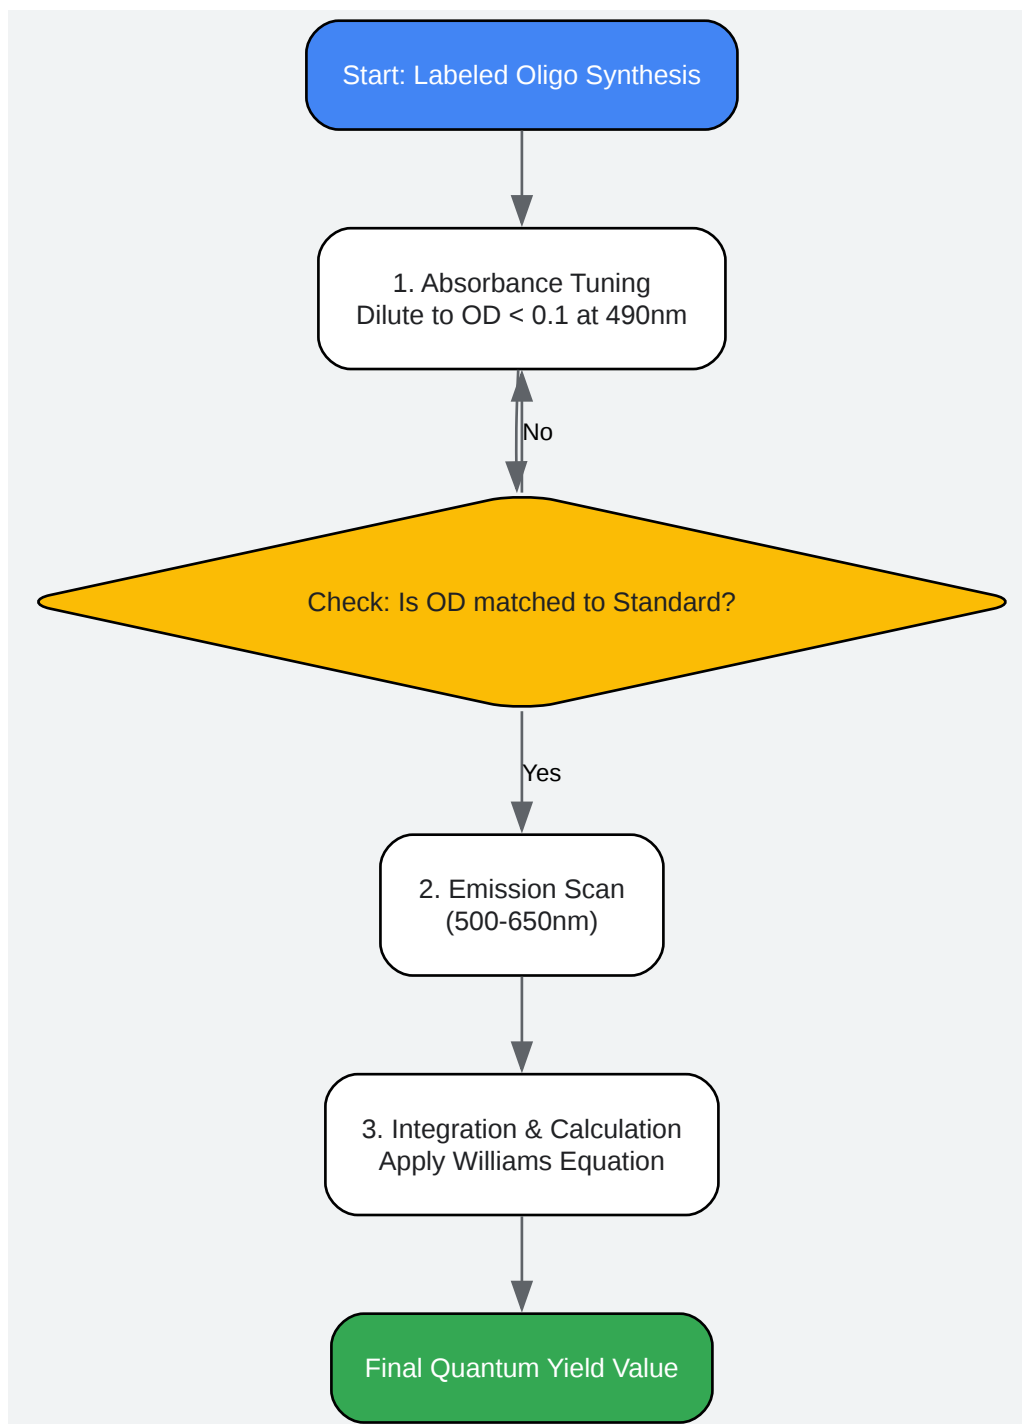 Start: Labeled Oligo Synthesis
1. Absorbance Tuning
Dilute to OD < 0.1 at 490nm
No
Check: Is OD matched to Standard?
Yes
2. Emission Scan
(500-650nm)
3. Integration & Calculation
Apply Williams Equation
Final Quantum Yield Value